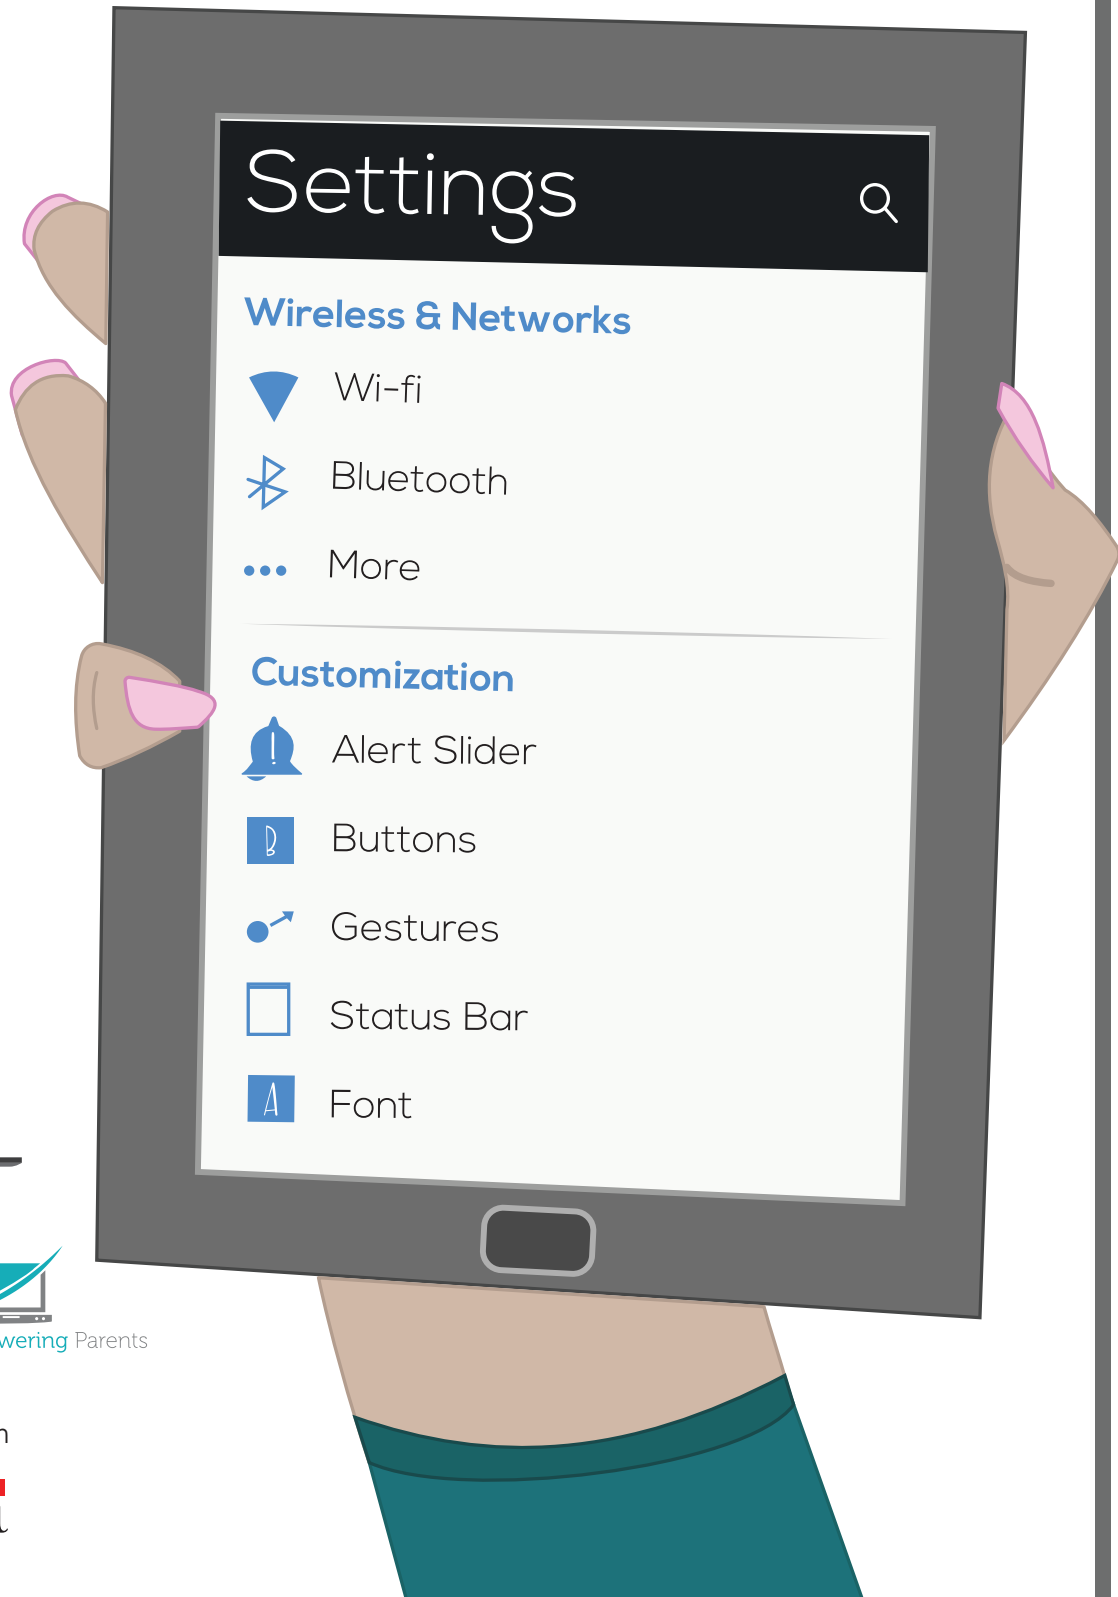 Settings
Wireless & Networks
Wi-fi
Bluetooth
More
Customization
! Alert Slider
B Buttons
Gestures
Status Bar
A Font
wering Parents